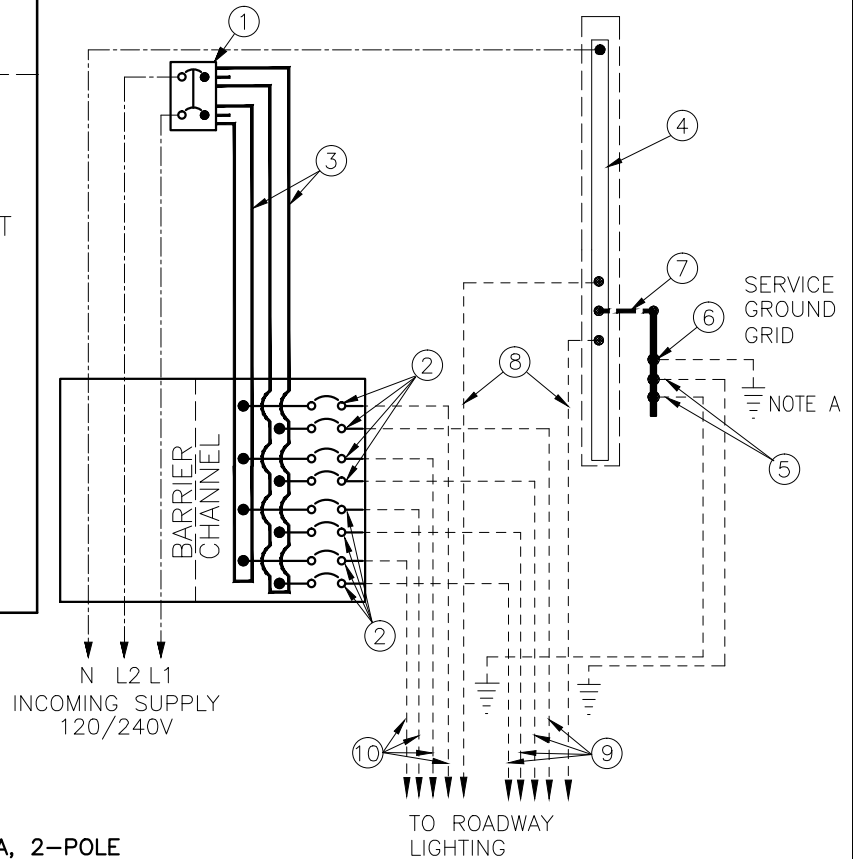 1
T
3
4
7
SERVICE
GROUND
GRID
6
2
8
NOTE A
5
BARRIER
CHANNEL
2
N L2 L1
INCOMING SUPPLY
120/240V
10
9
TO ROADWAY
LIGHTING
A, 2-POLE